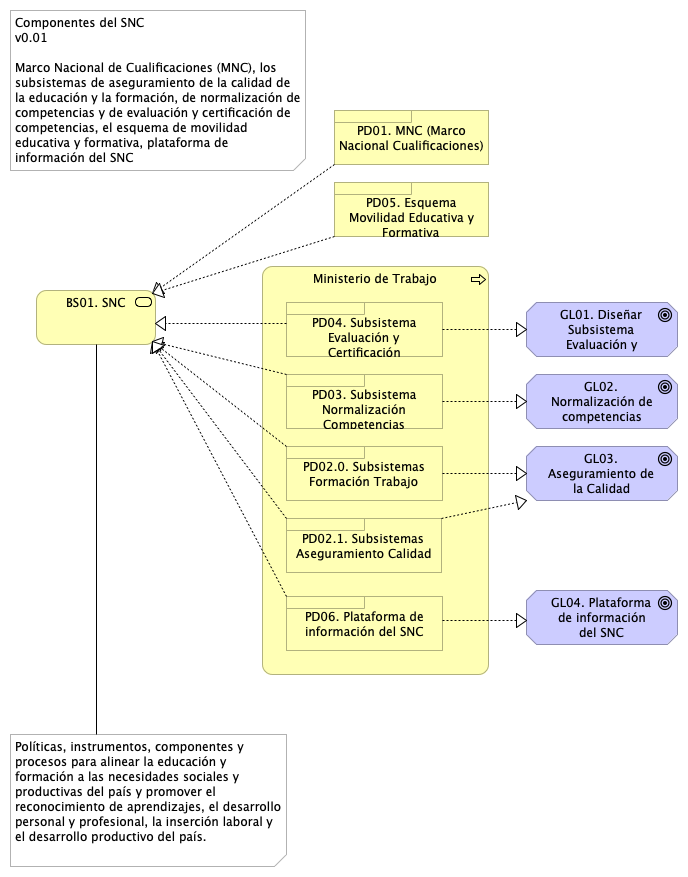 Componentes del SNC
v0.01
Marco Nacional de Cualificaciones (MNC), los
subsistemas de aseguramiento de la calidad de
la educación y la formación, de normalización de
competencias y de evaluación y certificación de
competencias, el esquema de movilidad
educativa y formativa, plataforma de
información del SNC
PD01. MNC (Marco
Nacional Cualificaciones)
PD05. Esquema
Movilidad Educativa y
Formativa
BS01. SNC
Ministerio de Trabajo
PD04. Subsistema
Evaluación y
Certificación
GL01. Diseñar
Subsistema
Evaluación y
PD03. Subsistema
Normalización
Competencias
GL02.
Normalización de
competencias
PD02.0. Subsistemas
Formación Trabajo
GL03.
Aseguramiento de
la Calidad
PD02.1. Subsistemas
Aseguramiento Calidad
PD06. Plataforma de
información del SNC
GL04. Plataforma
de información
del SNC
Políticas, instrumentos, componentes y
procesos para alinear la educación y
formación a las necesidades sociales y
productivas del país y promover el
reconocimiento de aprendizajes, el desarrollo
personal y profesional, la inserción laboral y
el desarrollo productivo del país.